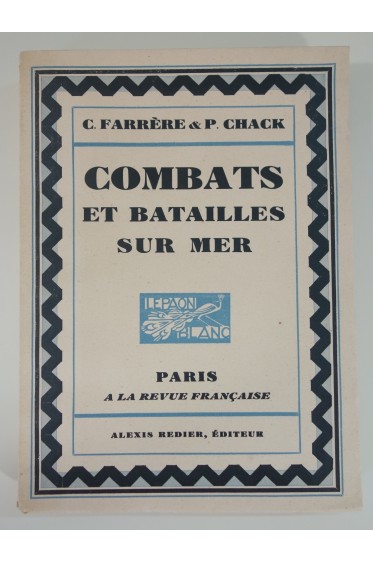 C. FARRÈRE & P. CHACK
COMBATS
ET BATAILLES
SUR MER
LE PAON
BLANC
PARIS
A LA REVUE FRANÇAISE
ALEXIS REDIER, ÉDITEUR